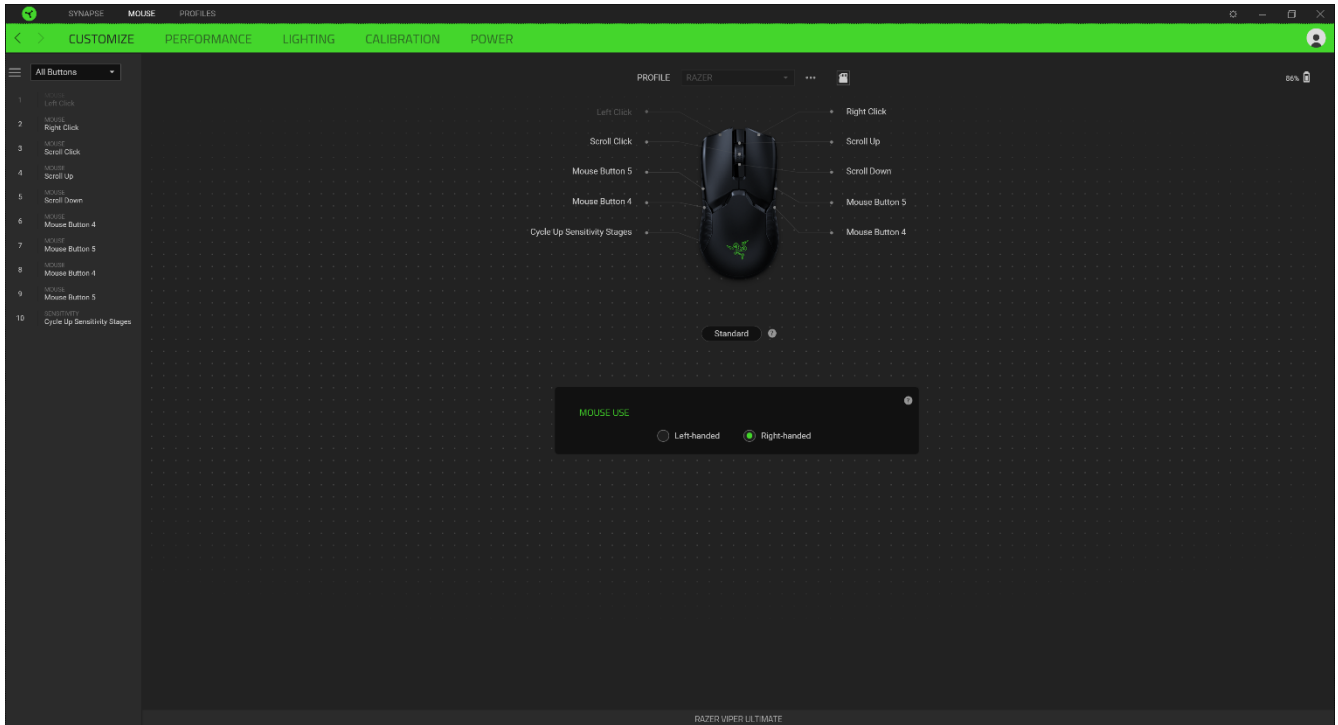 SYNAPSE MOUSE PROFILES
CUSTOMIZE PERFORMANCE LIGHTING CALIBRATION POWER
All Buttons
1 MOUSE
Left Click
2 MOUSE
Right Click
3 MOUSE
Scroll Click
4 MOUSE
Scroll Up
5 MOUSE
Scroll Down
6 MOUSE
Mouse Button 4
7 MOUSE
Mouse Button 5
8 MOUSE
Mouse Button 4
9 MOUSE
Mouse Button 5
10 SENSITIVITY
Cycle Up Sensitivity Stages
PROFILE RAZER
86%
Left Click
Scroll Click
Mouse Button 5
Mouse Button 4
Cycle Up Sensitivity Stages
Right Click
Scroll Up
Scroll Down
Mouse Button 5
Mouse Button 4
Standard ?
?
MOUSE USE
Left-handed Right-handed
RAZER VIPER ULTIMATE